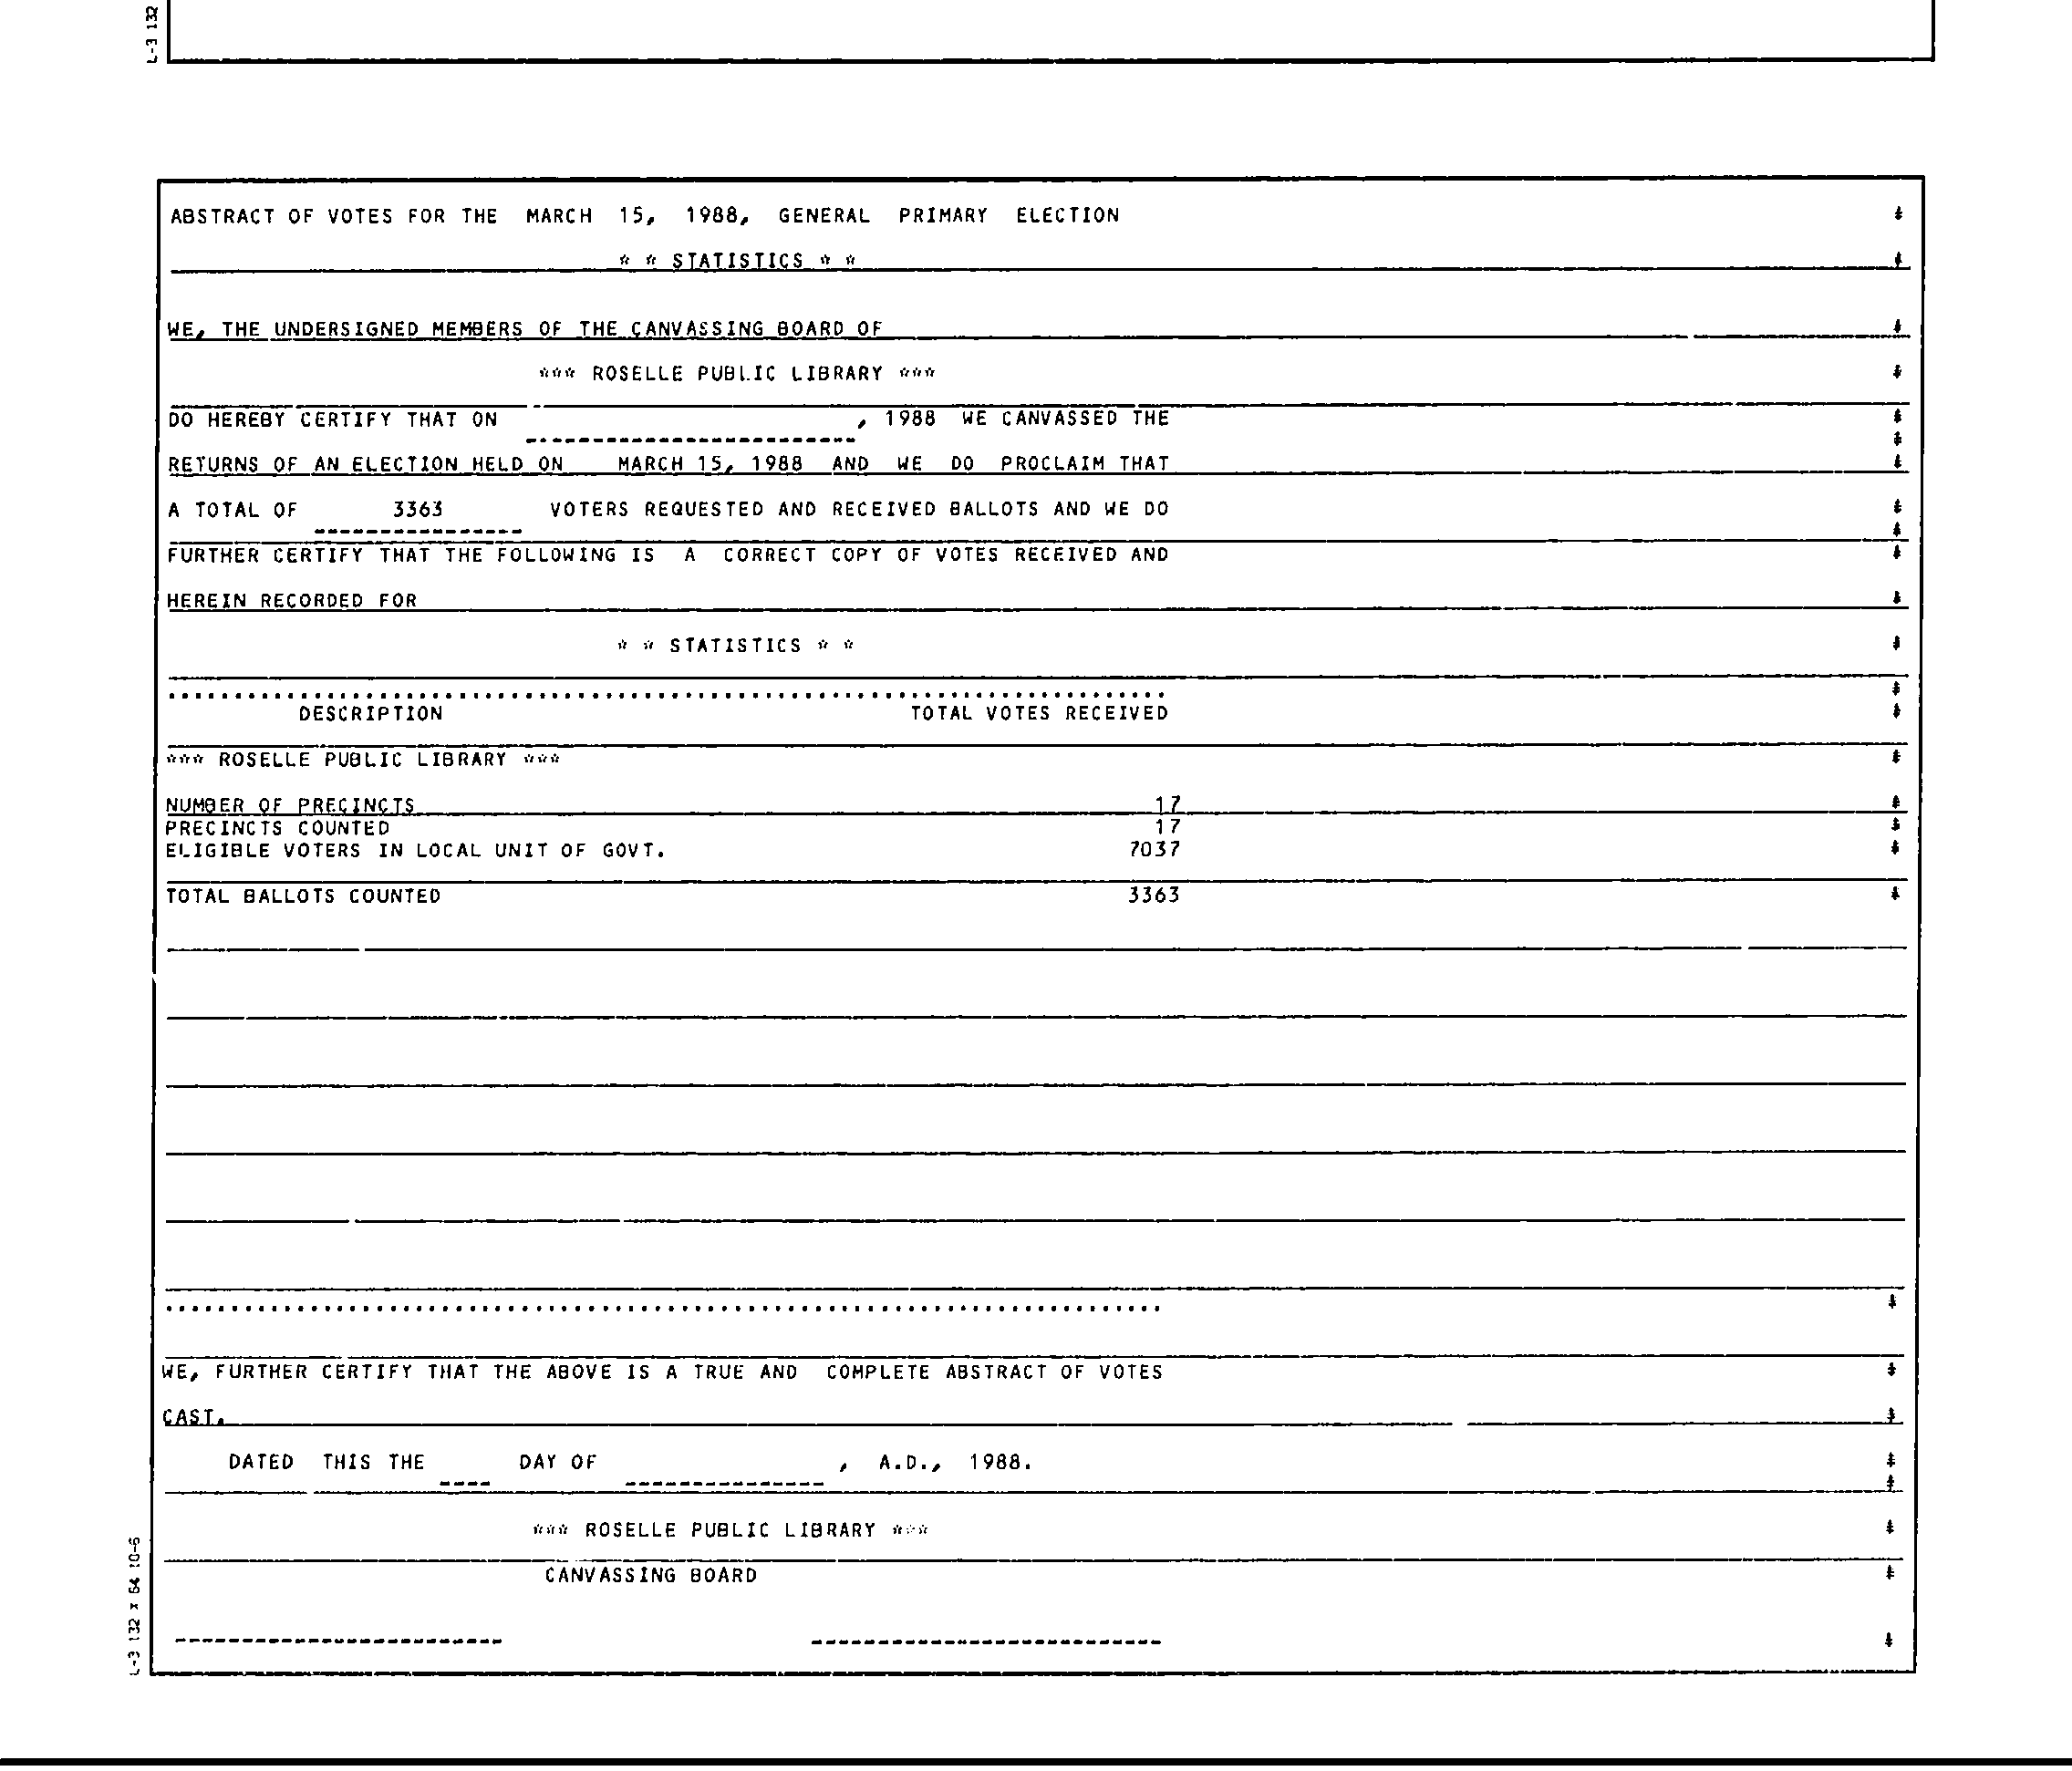 L-3 132
ABSTRACT OF VOTES FOR THE MARCH 15, 1988, GENERAL PRIMARY ELECTION
* * STATISTICS * *
WE, THE UNDERSIGNED MEMBERS OF THE CANVASSING BOARD OF
*** ROSELLE PUBLIC LIBRARY ***
DO HEREBY CERTIFY THAT ON , 1988 WE CANVASSED THE
RETURNS OF AN ELECTION HELD ON MARCH 15, 1988 AND WE DO PROCLAIM THAT
A TOTAL OF 3363 VOTERS REQUESTED AND RECEIVED BALLOTS AND WE DO
FURTHER CERTIFY THAT THE FOLLOWING IS A CORRECT COPY OF VOTES RECEIVED AND
HEREIN RECORDED FOR
* * STATISTICS * *
DESCRIPTION TOTAL VOTES RECEIVED
*** ROSELLE PUBLIC LIBRARY ***
NUMBER OF PRECINCTS 17
PRECINCTS COUNTED 17
ELIGIBLE VOTERS IN LOCAL UNIT OF GOVT. 7037
TOTAL BALLOTS COUNTED 3363
WE, FURTHER CERTIFY THAT THE ABOVE IS A TRUE AND COMPLETE ABSTRACT OF VOTES
CAST.
DATED THIS THE ---- DAY OF --------------- , A.D., 1988.
*** ROSELLE PUBLIC LIBRARY ***
CANVASSING BOARD
L-3 132 x 64 10-6